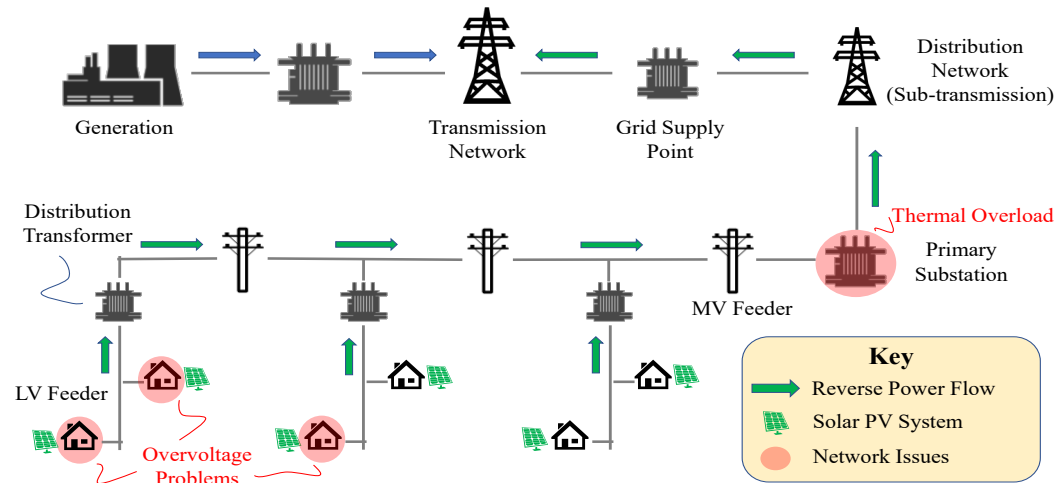 Generation
Transmission
Network
Grid Supply
Point
Distribution
Network
(Sub-transmission)
Distribution
Transformer
Thermal Overload
Primary
Substation
MV Feeder
LV Feeder
Overvoltage
Problems
Key
Reverse Power Flow
Solar PV System
Network Issues